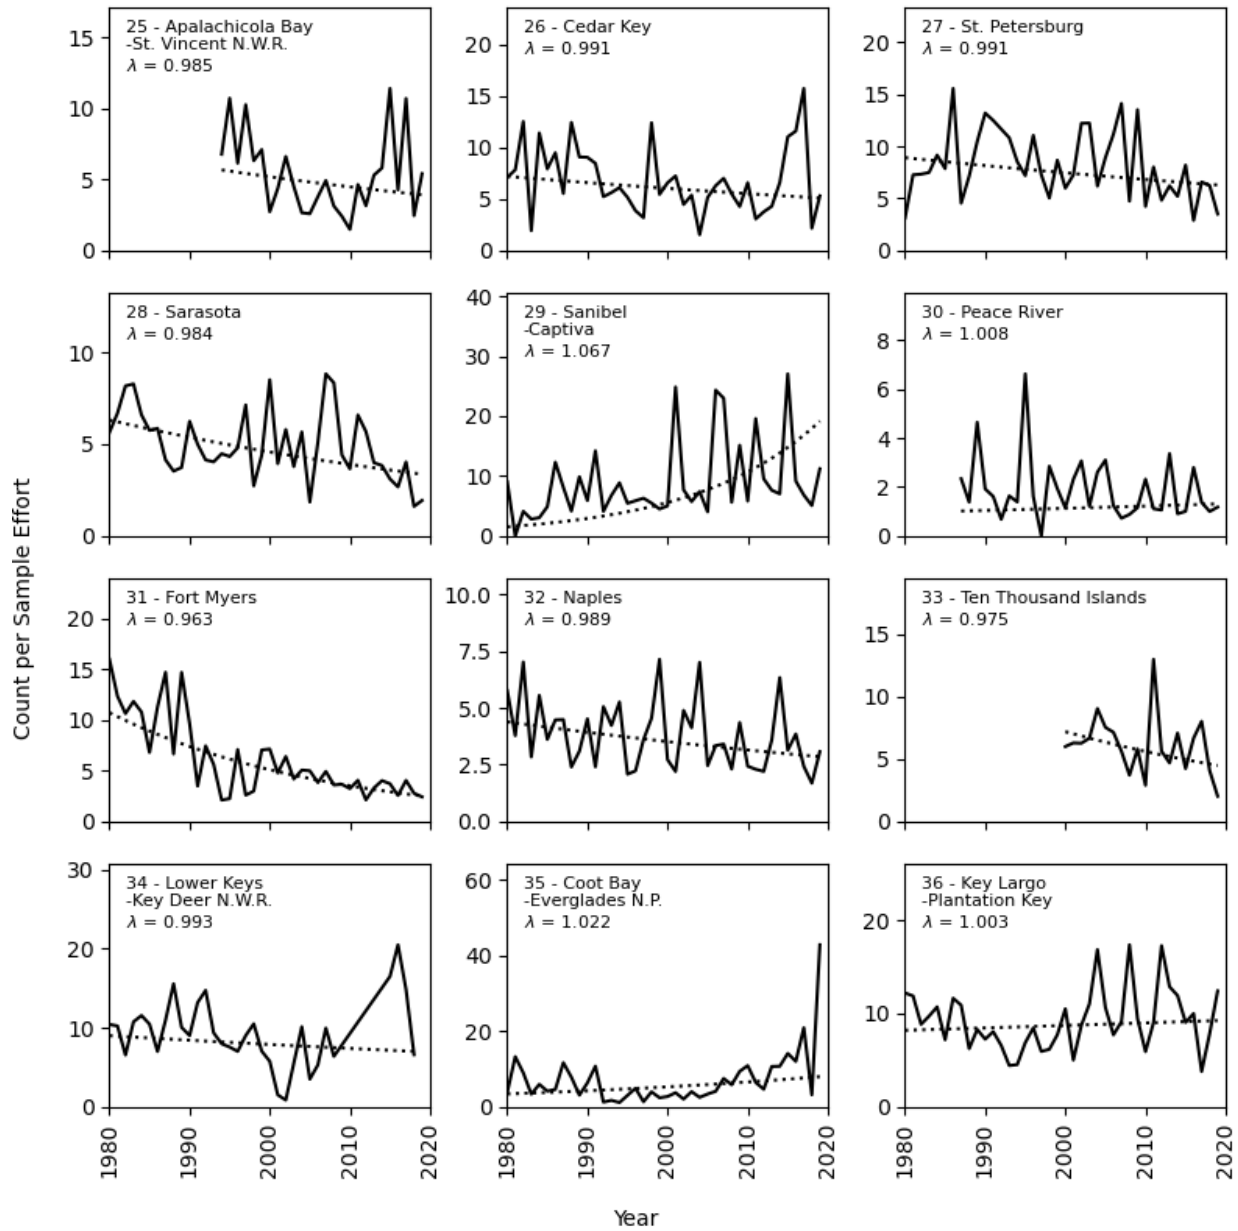 25 - Apalachicola Bay
-St. Vincent N.W.R.
λ = 0.985
15
10
5
0
26 - Cedar Key
λ = 0.991
20
15
10
5
0
27 - St. Petersburg
λ = 0.991
20
15
10
5
0
28 - Sarasota
λ = 0.984
10
5
0
29 - Sanibel
-Captiva
λ = 1.067
40
30
20
10
0
30 - Peace River
λ = 1.008
8
6
4
2
0
Count per Sample Effort
31 - Fort Myers
λ = 0.963
20
15
10
5
0
32 - Naples
λ = 0.989
10.0
7.5
5.0
2.5
0.0
33 - Ten Thousand Islands
λ = 0.975
15
10
5
0
34 - Lower Keys
-Key Deer N.W.R.
λ = 0.993
30
20
10
0
1980
1990
2000
2010
2020
35 - Coot Bay
-Everglades N.P.
λ = 1.022
60
40
20
0
1980
1990
2000
2010
2020
36 - Key Largo
-Plantation Key
λ = 1.003
20
10
0
1980
1990
2000
2010
2020
Year